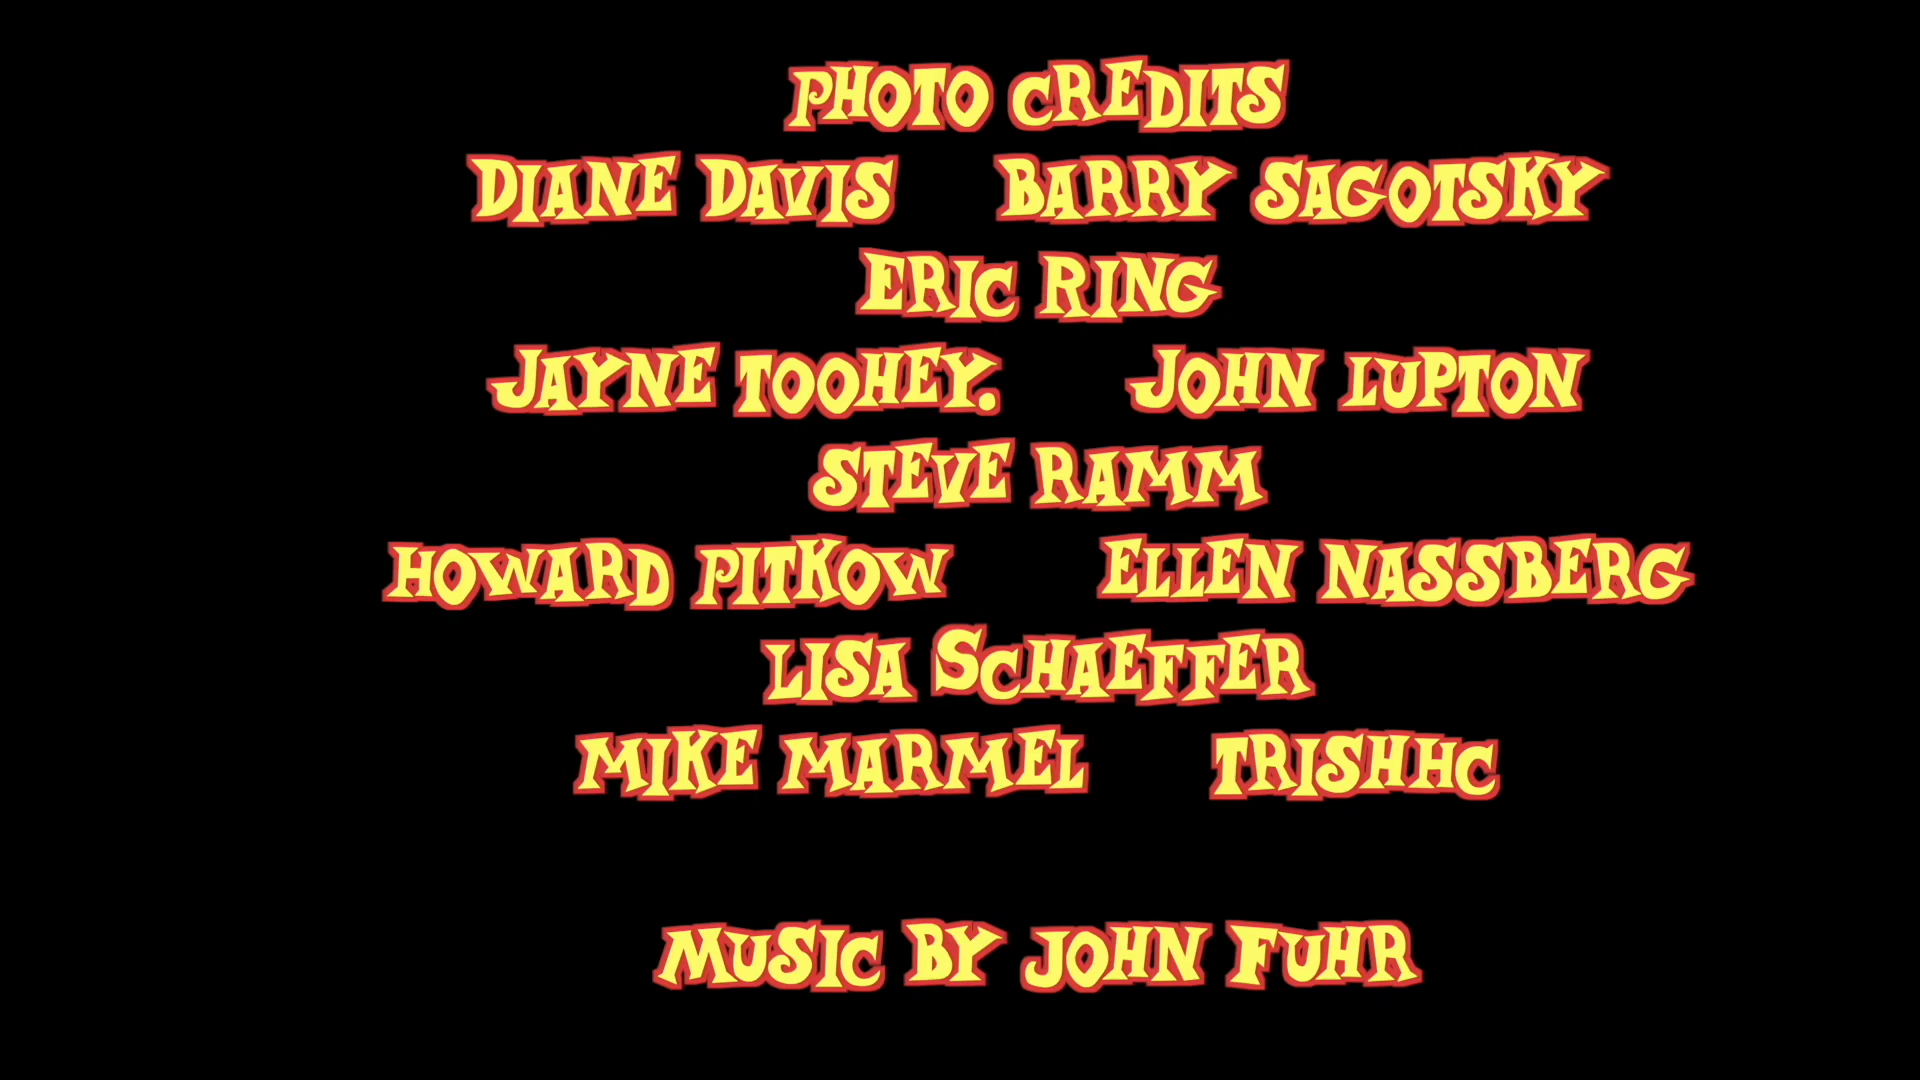 PHOTO CREDITS
DIANE DAVIS BARRY SAGOTSKY
ERIC RING
JAYNE TOOHEY. JOHN LUPTON
STEVE RAMM
HOWARD PITKOW ELLEN NASSBERG
LISA SCHAEFFER
MIKE MARMEL TRISHHC
MUSIC BY JOHN FUHR